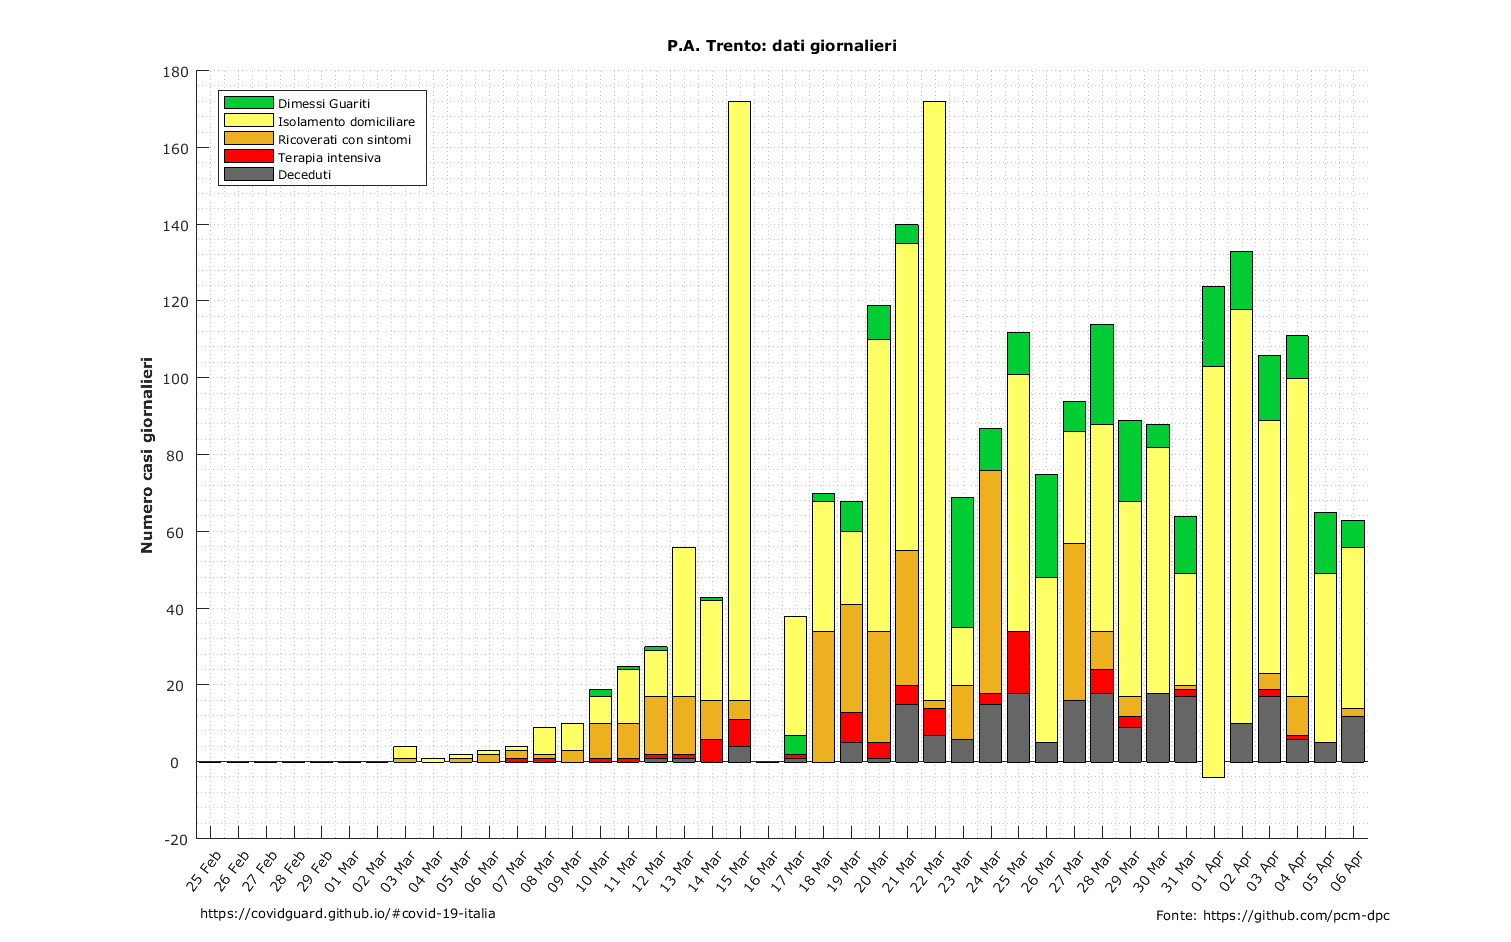 P.A. Trento: dati giornalieri
180
160
140
120
100
80
60
40
20
0
-20
Dimessi Guariti
Isolamento domiciliare
Ricoverati con sintomi
Terapia intensiva
Deceduti
Numero casi giornalieri
25 Feb
26 Feb
27 Feb
28 Feb
29 Feb
01 Mar
02 Mar
03 Mar
04 Mar
05 Mar
06 Mar
07 Mar
08 Mar
09 Mar
10 Mar
11 Mar
12 Mar
13 Mar
14 Mar
15 Mar
16 Mar
17 Mar
18 Mar
19 Mar
20 Mar
21 Mar
22 Mar
23 Mar
24 Mar
25 Mar
26 Mar
27 Mar
28 Mar
29 Mar
30 Mar
31 Mar
01 Apr
02 Apr
03 Apr
04 Apr
05 Apr
06 Apr
https://covidguard.github.io/#covid-19-italia
Fonte: https://github.com/pcm-dpc